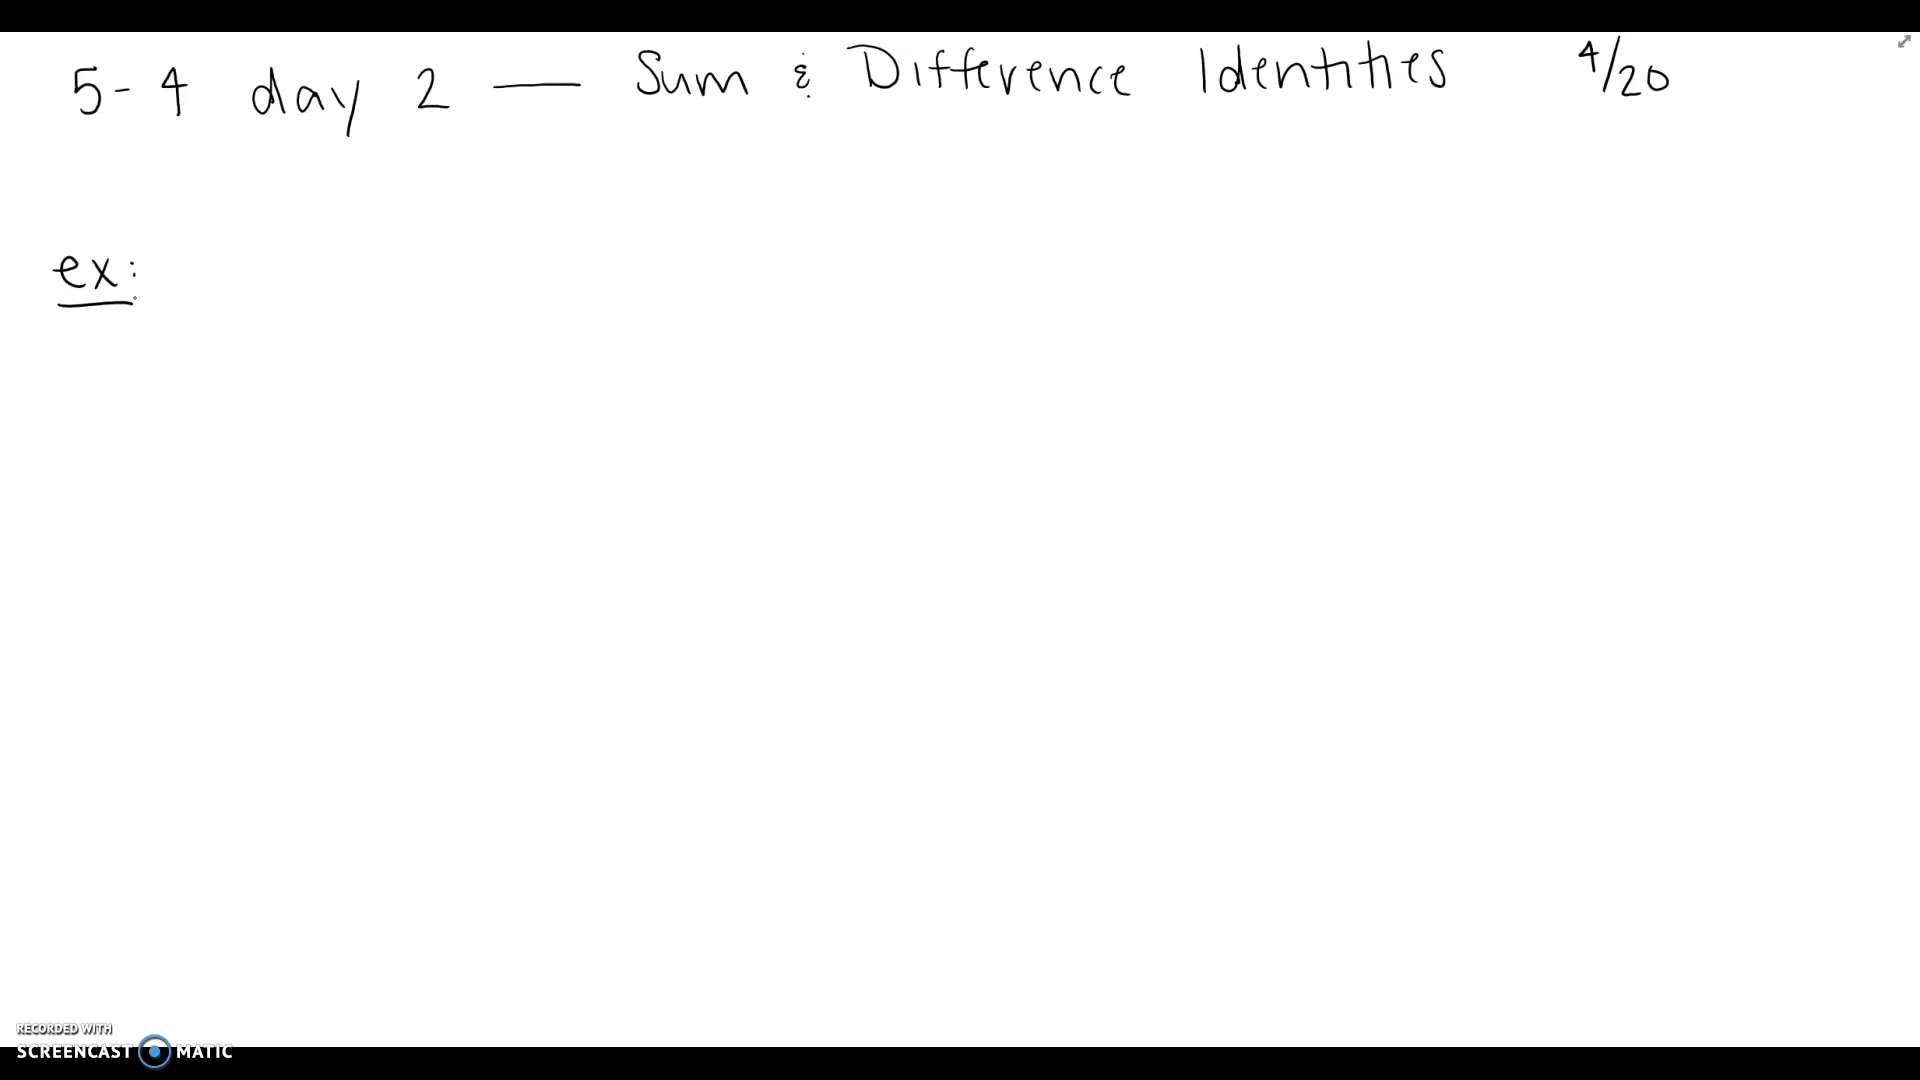 5-4 day 2 — Sum & Difference Identities 4/20
ex:
RECORDED WITH
SCREENCAST MATIC